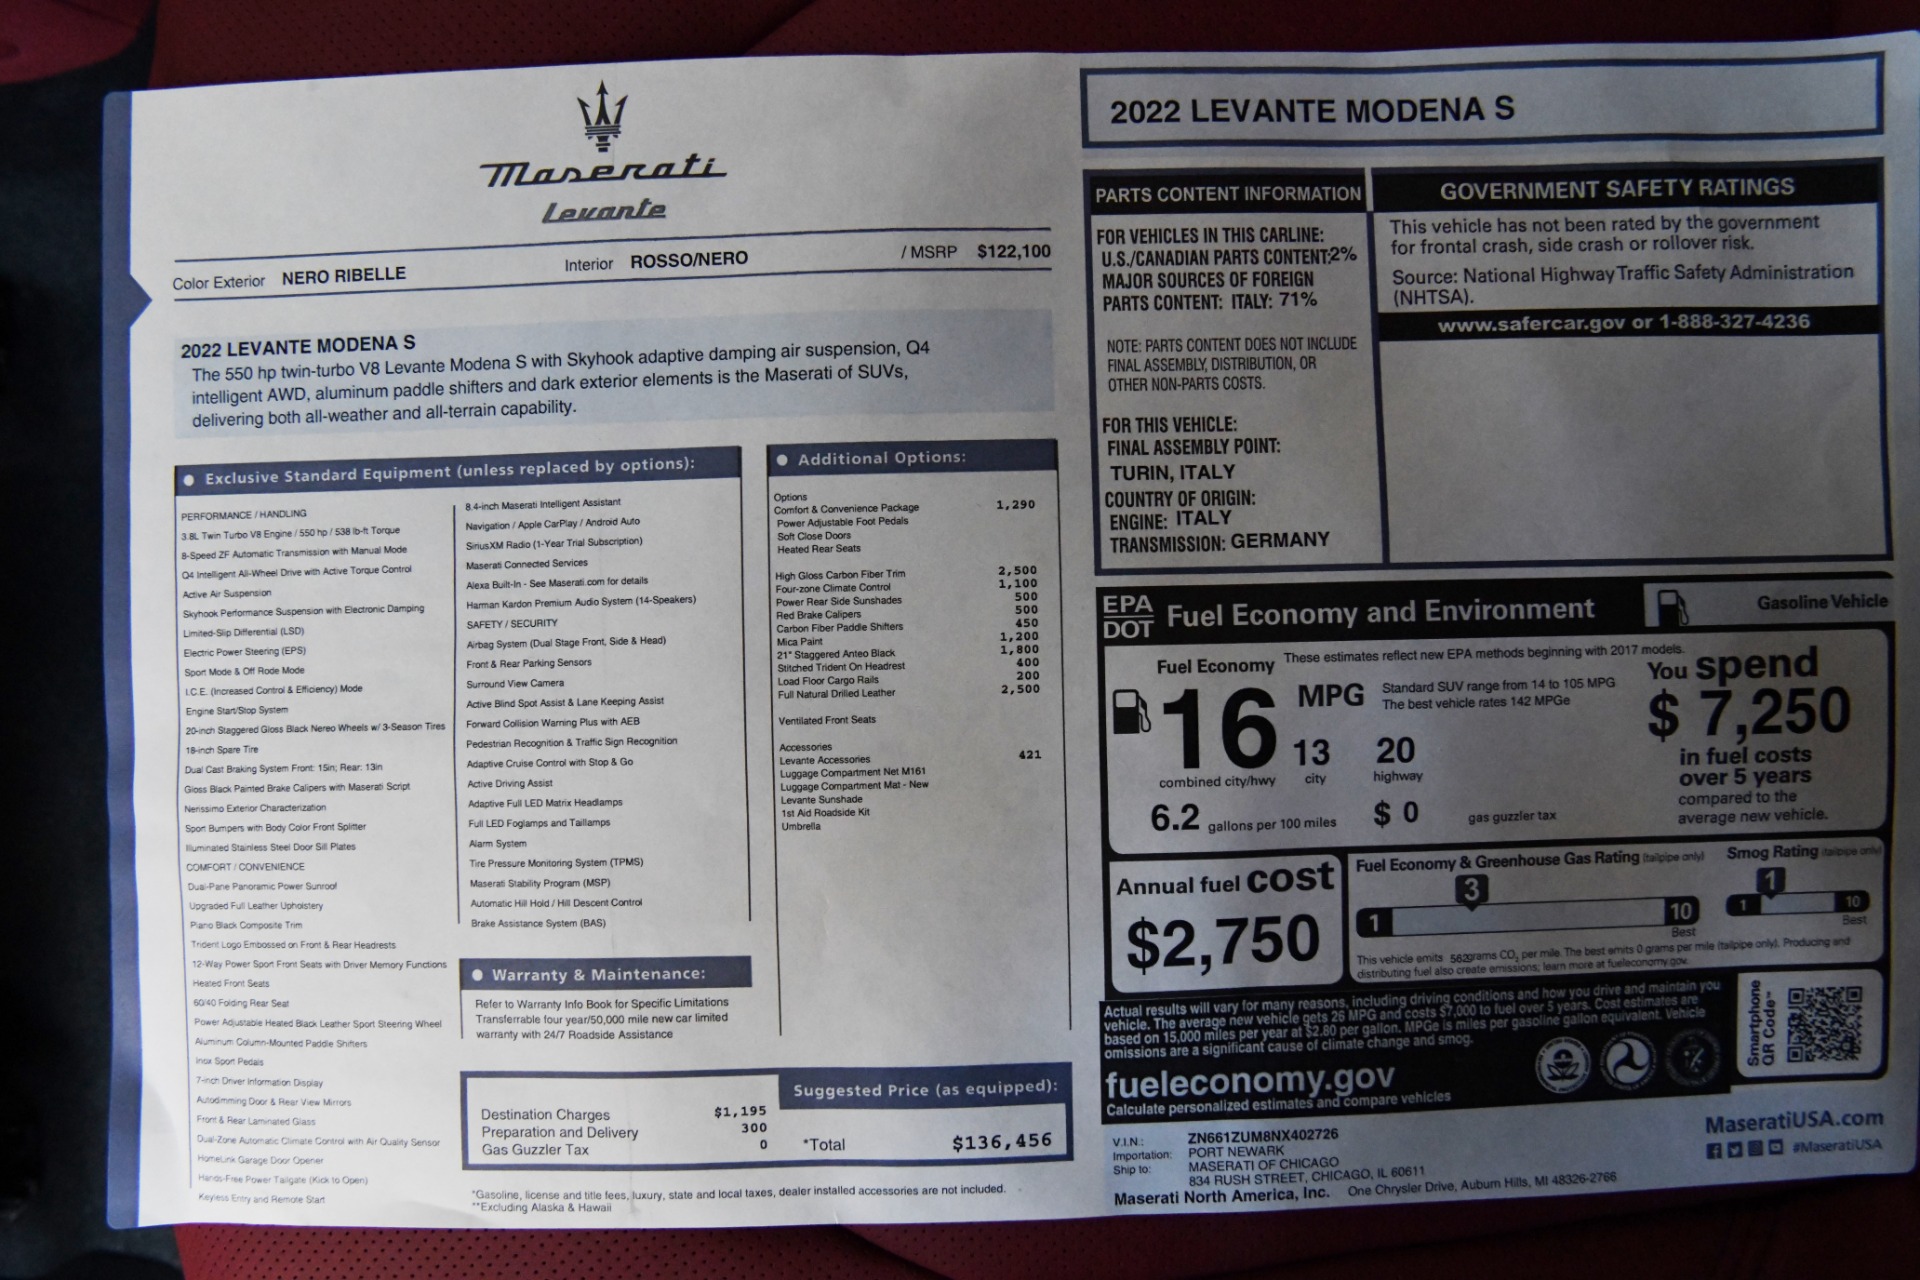 Maserati
Levante
Color Exterior NERO RIBELLE Interior ROSSO/NERO / MSRP $122,100
2022 LEVANTE MODENA S
The 550 hp twin-turbo V8 Levante Modena S with Skyhook adaptive damping air suspension, Q4
intelligent AWD, aluminum paddle shifters and dark exterior elements is the Maserati of SUVs,
delivering both all-weather and all-terrain capability.
Exclusive Standard Equipment (unless replaced by options):
PERFORMANCE / HANDLING
3.8L Twin Turbo V8 Engine / 550 hp / 538 lb-ft Torque
8-Speed ZF Automatic Transmission with Manual Mode
Q4 Intelligent All-Wheel Drive with Active Torque Control
Active Air Suspension
Skyhook Performance Suspension with Electronic Damping
Limited-Slip Differential (LSD)
Electric Power Steering (EPS)
Sport Mode & Off Rode Mode
I.C.E. (Increased Control & Efficiency) Mode
Engine Start/Stop System
20-inch Staggered Gloss Black Nereo Wheels w/ 3-Season Tires
18-inch Spare Tire
Dual Cast Braking System Front: 15in; Rear: 13in
Gloss Black Painted Brake Calipers with Maserati Script
Nerissimo Exterior Characterization
Sport Bumpers with Body Color Front Splitter
Illuminated Stainless Steel Door Sill Plates
COMFORT / CONVENIENCE
Dual-Pane Panoramic Power Sunroof
Upgraded Full Leather Upholstery
Piano Black Composite Trim
Trident Logo Embossed on Front & Rear Headrests
12-Way Power Sport Front Seats with Driver Memory Functions
Heated Front Seats
60/40 Folding Rear Seat
Power Adjustable Heated Black Leather Sport Steering Wheel
Aluminum Column-Mounted Paddle Shifters
Inox Sport Pedals
7-inch Driver Information Display
Autodimming Door & Rear View Mirrors
Front & Rear Laminated Glass
Dual-Zone Automatic Climate Control with Air Quality Sensor
HomeLink Garage Door Opener
Hands-Free Power Tailgate (Kick to Open)
Keyless Entry and Remote Start
8.4-inch Maserati Intelligent Assistant
Navigation / Apple CarPlay / Android Auto
SiriusXM Radio (1-Year Trial Subscription)
Maserati Connected Services
Alexa Built-In - See Maserati.com for details
Harman Kardon Premium Audio System (14-Speakers)
SAFETY / SECURITY
Airbag System (Dual Stage Front, Side & Head)
Front & Rear Parking Sensors
Surround View Camera
Active Blind Spot Assist & Lane Keeping Assist
Forward Collision Warning Plus with AEB
Pedestrian Recognition & Traffic Sign Recognition
Adaptive Cruise Control with Stop & Go
Active Driving Assist
Adaptive Full LED Matrix Headlamps
Full LED Foglamps and Taillamps
Alarm System
Tire Pressure Monitoring System (TPMS)
Maserati Stability Program (MSP)
Automatic Hill Hold / Hill Descent Control
Brake Assistance System (BAS)
Warranty & Maintenance:
Refer to Warranty Info Book for Specific Limitations
Transferrable four year/50,000 mile new car limited
warranty with 24/7 Roadside Assistance
Additional Options:
Options
Comfort & Convenience Package 1,290
Power Adjustable Foot Pedals
Soft Close Doors
Heated Rear Seats
High Gloss Carbon Fiber Trim 2,500
Four-zone Climate Control 1,100
Power Rear Side Sunshades 500
Red Brake Calipers 500
Carbon Fiber Paddle Shifters 450
Mica Paint 1,200
21" Staggered Anteo Black 1,800
Stitched Trident On Headrest 400
Load Floor Cargo Rails 200
Full Natural Drilled Leather 2,500
Ventilated Front Seats
Accessories
Levante Accessories 421
Luggage Compartment Net M161
Luggage Compartment Mat - New
Levante Sunshade
1st Aid Roadside Kit
Umbrella
Suggested Price (as equipped):
Destination Charges $1,195
Preparation and Delivery 300
Gas Guzzler Tax 0
*Total $136,456
*Gasoline, license and title fees, luxury, state and local taxes, dealer installed accessories are not included.
**Excluding Alaska & Hawaii
2022 LEVANTE MODENA S
PARTS CONTENT INFORMATION
FOR VEHICLES IN THIS CARLINE:
U.S./CANADIAN PARTS CONTENT:2%
MAJOR SOURCES OF FOREIGN
PARTS CONTENT: ITALY: 71%
NOTE: PARTS CONTENT DOES NOT INCLUDE
FINAL ASSEMBLY, DISTRIBUTION, OR
OTHER NON-PARTS COSTS.
FOR THIS VEHICLE:
FINAL ASSEMBLY POINT:
TURIN, ITALY
COUNTRY OF ORIGIN:
ENGINE: ITALY
TRANSMISSION: GERMANY
GOVERNMENT SAFETY RATINGS
This vehicle has not been rated by the government
for frontal crash, side crash or rollover risk.
Source: National Highway Traffic Safety Administration
(NHTSA).
www.safercar.gov or 1-888-327-4236
EPA
DOT
Fuel Economy and Environment
Gasoline Vehicle
Fuel Economy
These estimates reflect new EPA methods beginning with 2017 models.
16 MPG
Standard SUV range from 14 to 105 MPG
The best vehicle rates 142 MPGe
13 20
combined city/hwy city highway
6.2 gallons per 100 miles
$ 0 gas guzzler tax
You spend
$ 7,250
in fuel costs
over 5 years
compared to the
average new vehicle.
Annual fuel cost
$2,750
Fuel Economy & Greenhouse Gas Rating (tailpipe only)
3
1 10
Best
Smog Rating (tailpipe only)
1
1 10
Best
This vehicle emits 562grams CO2 per mile. The best emits 0 grams per mile (tailpipe only). Producing and
distributing fuel also create emissions; learn more at fueleconomy.gov.
Actual results will vary for many reasons, including driving conditions and how you drive and maintain you
vehicle. The average new vehicle gets 26 MPG and costs $7,000 to fuel over 5 years. Cost estimates are
based on 15,000 miles per year at $2.80 per gallon. MPGe is miles per gasoline gallon equivalent. Vehicle
omissions are a significant cause of climate change and smog.
fueleconomy.gov
Calculate personalized estimates and compare vehicles
Smartphone
QR Code™
V.I.N.: ZN661ZUM8NX402726
Importation: PORT NEWARK
Ship to: MASERATI OF CHICAGO
834 RUSH STREET, CHICAGO, IL 60611
Maserati North America, Inc. One Chrysler Drive, Auburn Hills, MI 48326-2766
MaseratiUSA.com
#MaseratiUSA